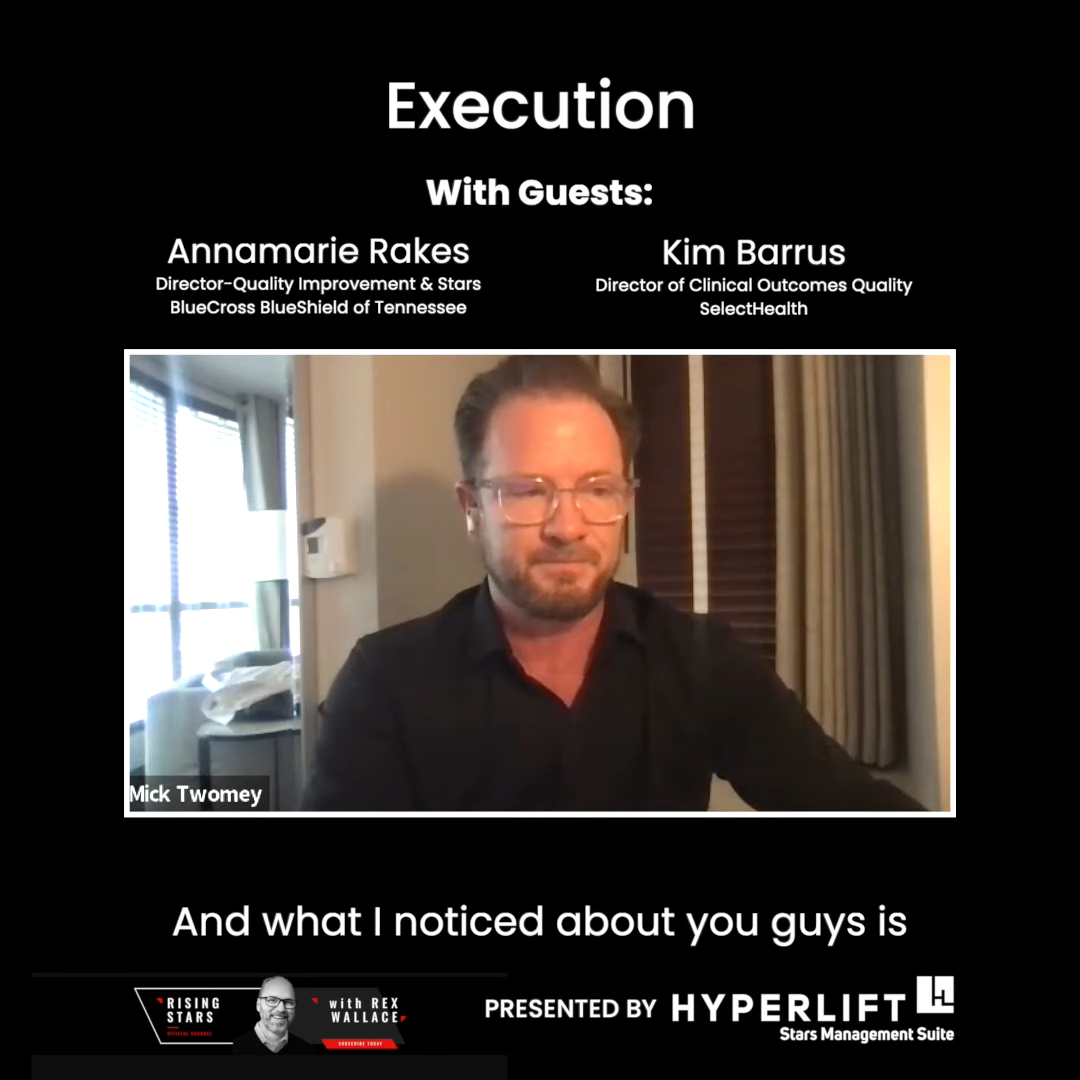 Execution
With Guests:
Annamarie Rakes
Director-Quality Improvement & Stars
BlueCross BlueShield of Tennessee
Kim Barrus
Director of Clinical Outcomes Quality
SelectHealth
Mick Twomey
And what I noticed about you guys is
RISING
STARS
OFFICIAL CHANNEL
with REX
WALLACE
SUBSCRIBE TODAY
PRESENTED BY HYPERLIFT
Stars Management Suite